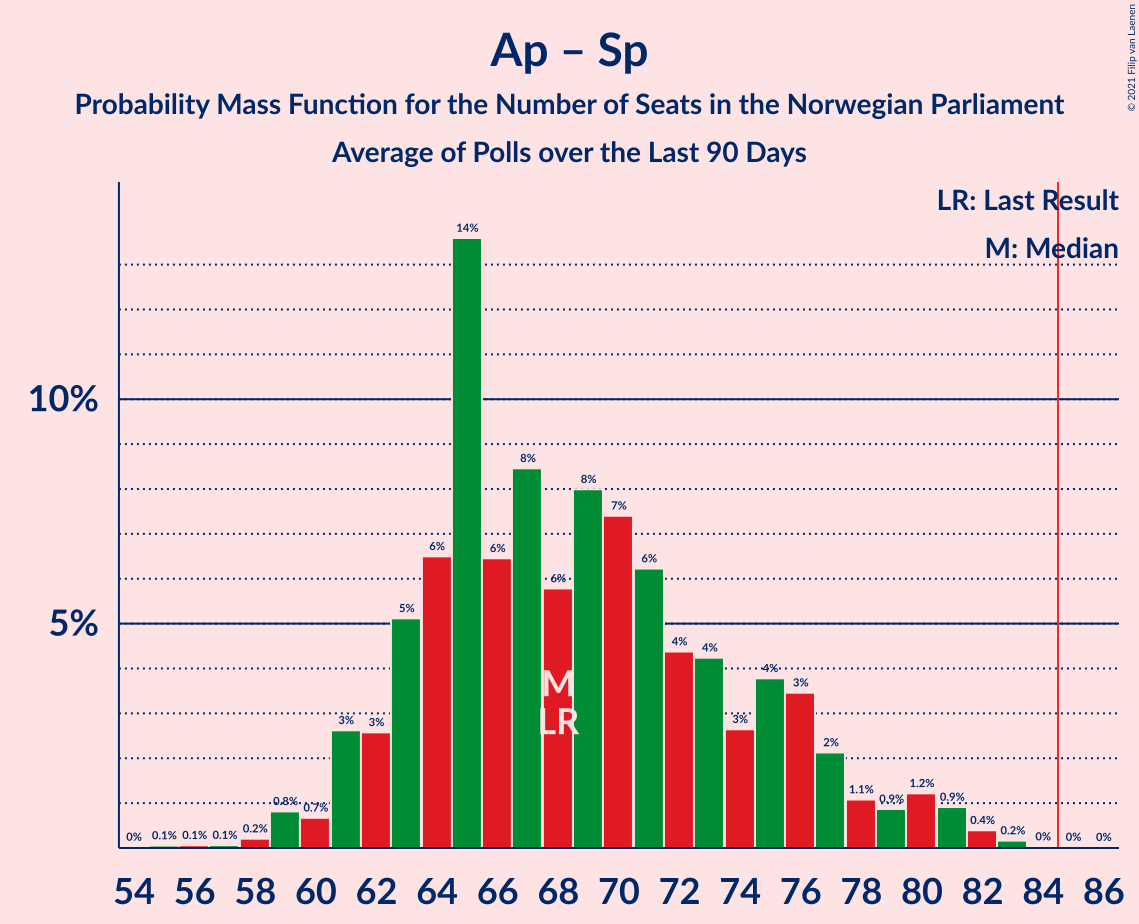 Ap – Sp
Probability Mass Function for the Number of Seats in the Norwegian Parliament
Average of Polls over the Last 90 Days
© 2021 Filip van Laenen
LR: Last Result
M: Median
10%
5%
0% 0.1% 0.1% 0.1% 0.2% 0.8% 0.7% 3% 3% 5% 6% 14% 6% 8% 6% 8% 7% 6% 4% 4% 3% 4% 3% 2% 1.1% 0.9% 1.2% 0.9% 0.4% 0.2% 0% 0% 0%
M
LR
54 56 58 60 62 64 66 68 70 72 74 76 78 80 82 84 86